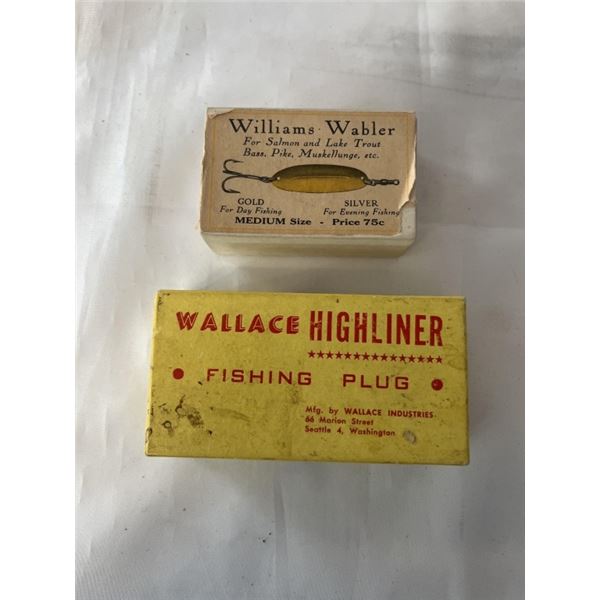 Williams Wabler
For Salmon and Lake Trout
Bass, Pike, Muskellunge, etc.
GOLD SILVER
For Day Fishing For Evening Fishing
MEDIUM Size - Price 75c
WALLACE HIGHLINER
• FISHING PLUG •
Mfg. by WALLACE INDUSTRIES
66 Marion Street
Seattle 4, Washington